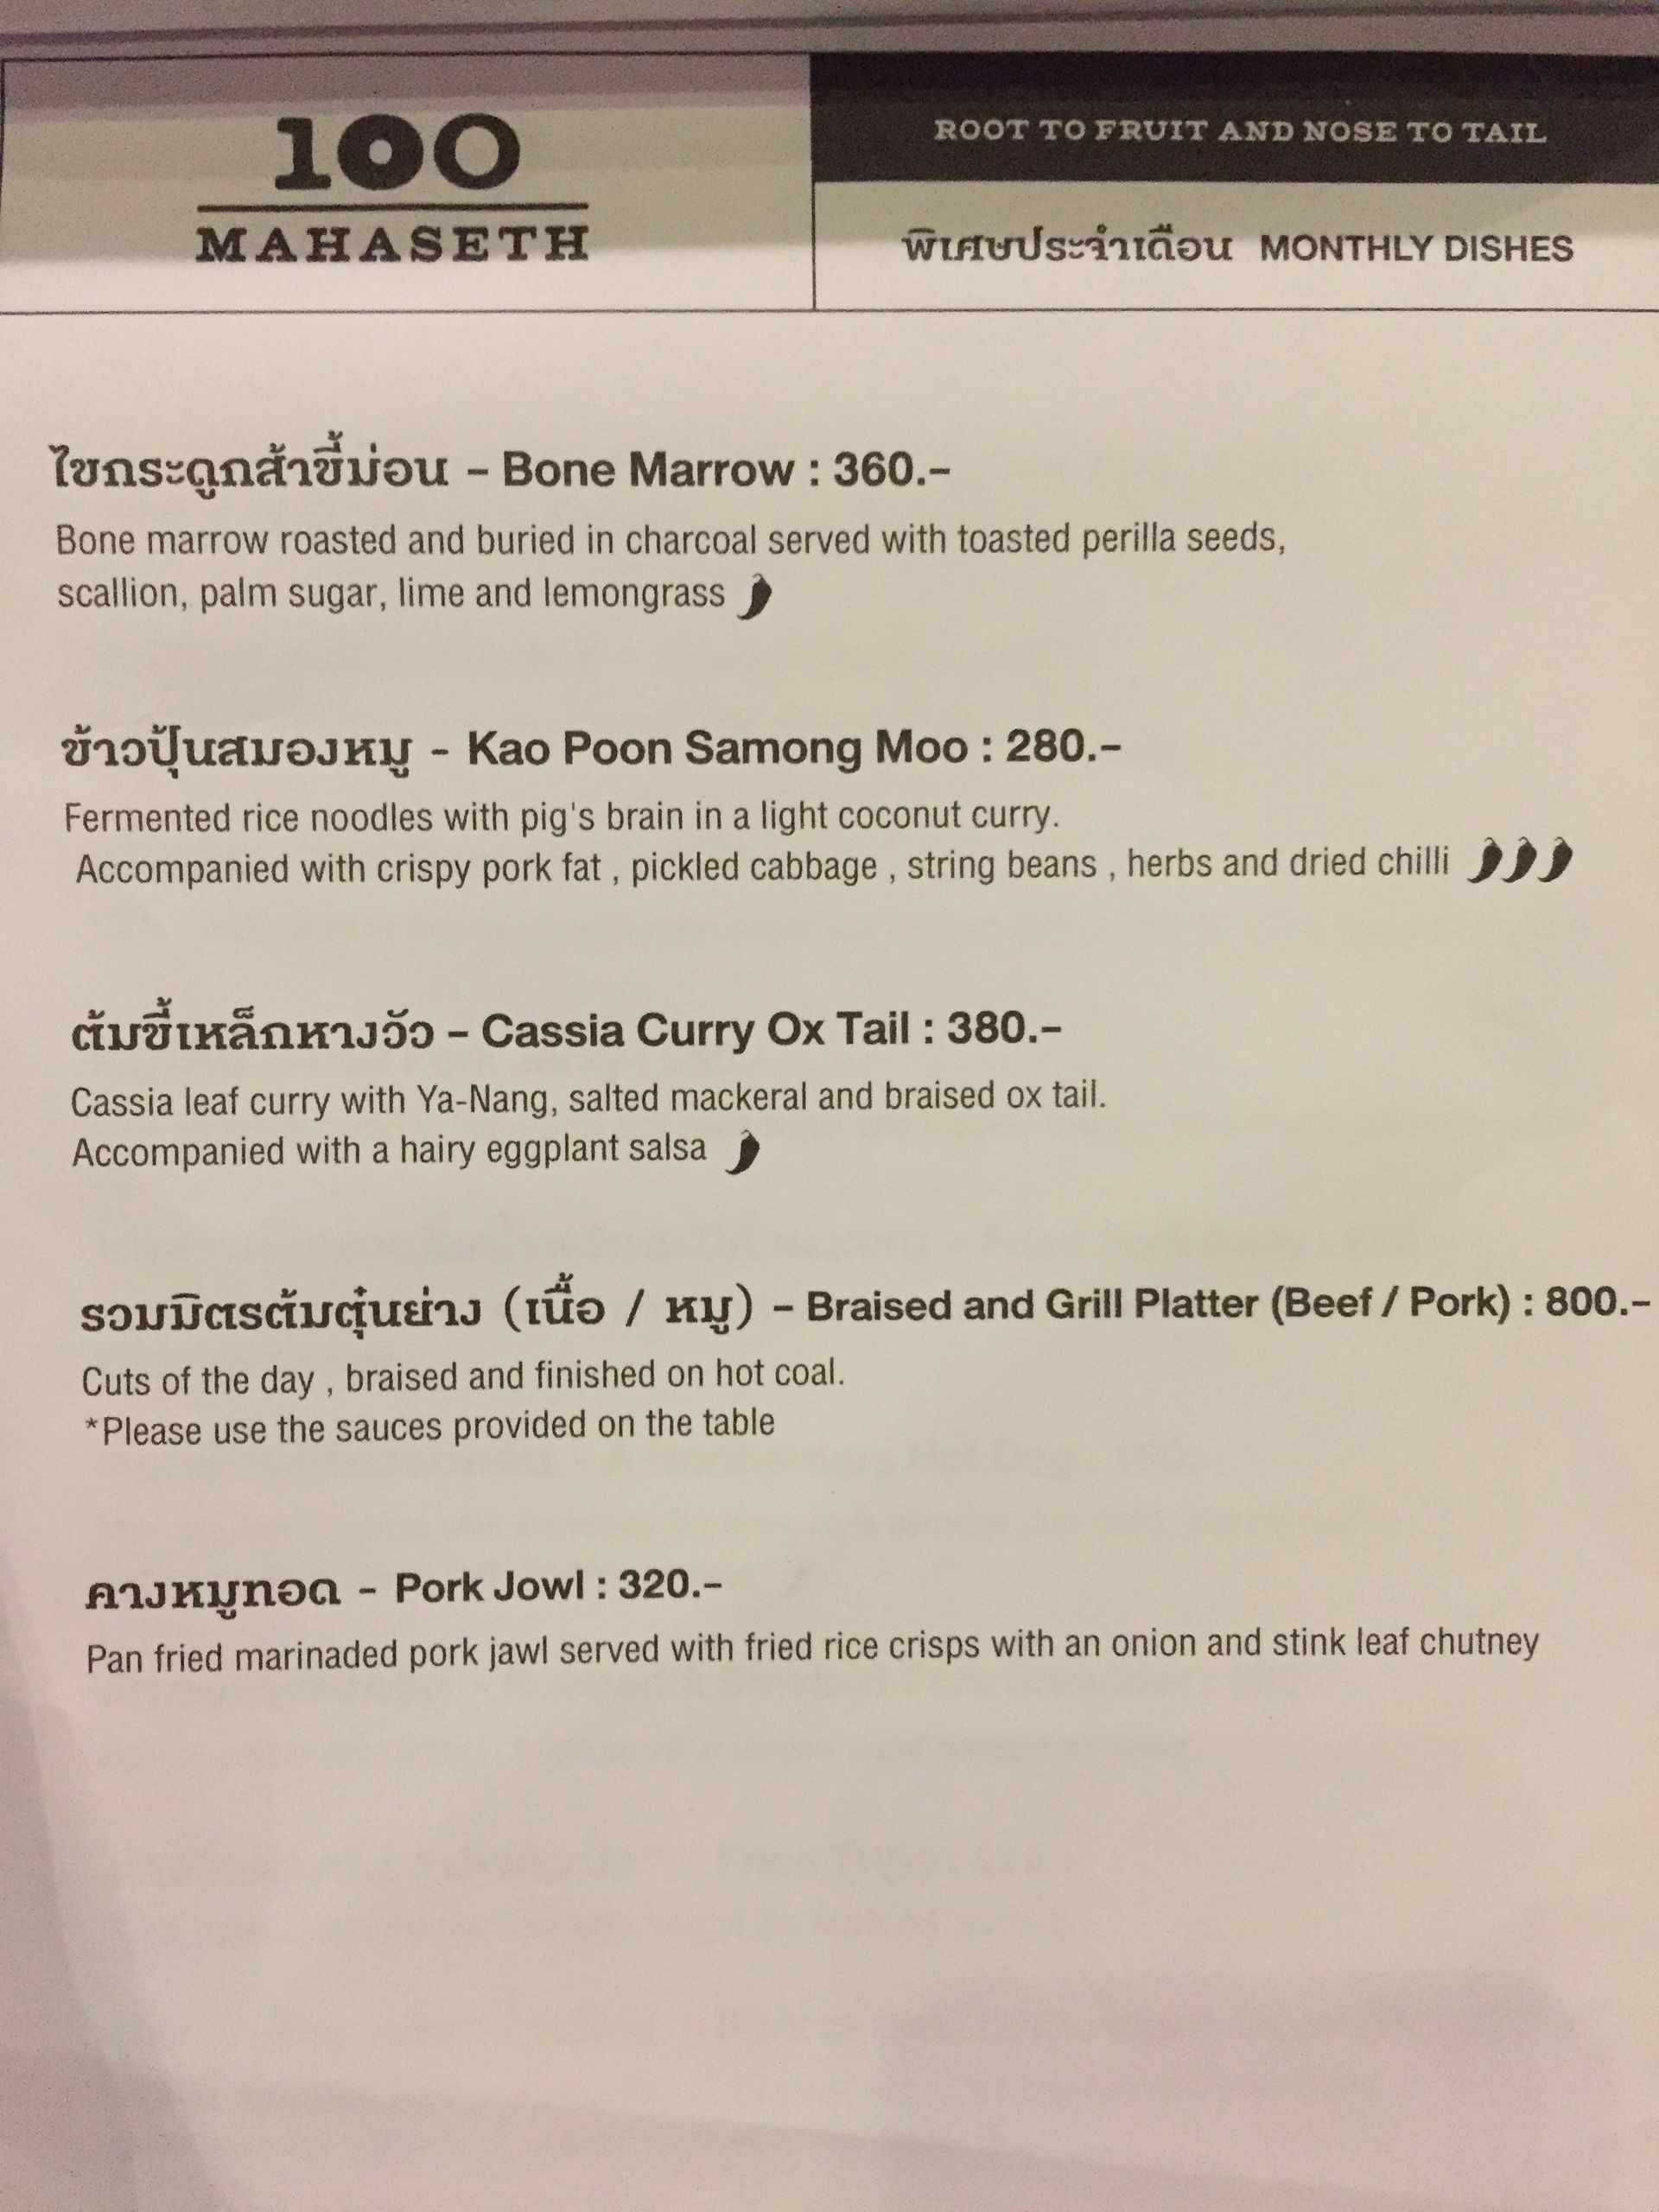 100
MAHASETH
ROOT TO FRUIT AND NOSE TO TAIL
พิเศษประจำเดือน MONTHLY DISHES
ไขกระดูกส้าขี้ม่อน – Bone Marrow : 360.–
Bone marrow roasted and buried in charcoal served with toasted perilla seeds,
scallion, palm sugar, lime and lemongrass
ข้าวปุ้นสมองหมู - Kao Poon Samong Moo : 280.–
Fermented rice noodles with pig's brain in a light coconut curry.
Accompanied with crispy pork fat , pickled cabbage , string beans , herbs and dried chilli
ต้มขี้เหล็กหางวัว – Cassia Curry Ox Tail : 380.–
Cassia leaf curry with Ya-Nang, salted mackeral and braised ox tail.
Accompanied with a hairy eggplant salsa
รวมมิตรต้มตุ๋นย่าง (เนื้อ / หมู) – Braised and Grill Platter (Beef / Pork) : 800.–
Cuts of the day , braised and finished on hot coal.
*Please use the sauces provided on the table
คางหมูทอด - Pork Jowl : 320.–
Pan fried marinaded pork jawl served with fried rice crisps with an onion and stink leaf chutney